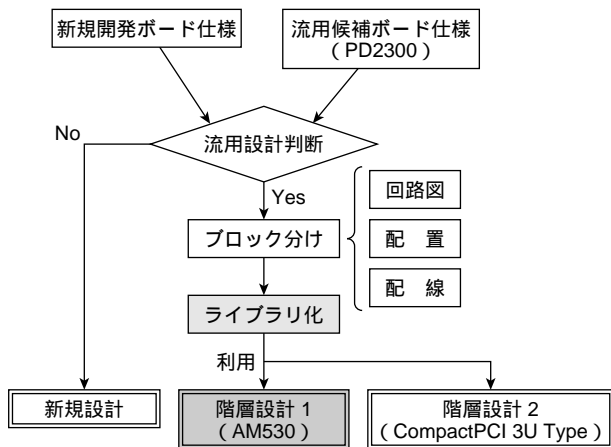 新規開発ボード仕様
流用候補ボード仕様
(PD2300)
流用設計判断
No
Yes
ブロック分け
回路図
配 置
配 線
ライブラリ化
利用
新規設計
階層設計 1
(AM530)
階層設計 2
(CompactPCI 3U Type)